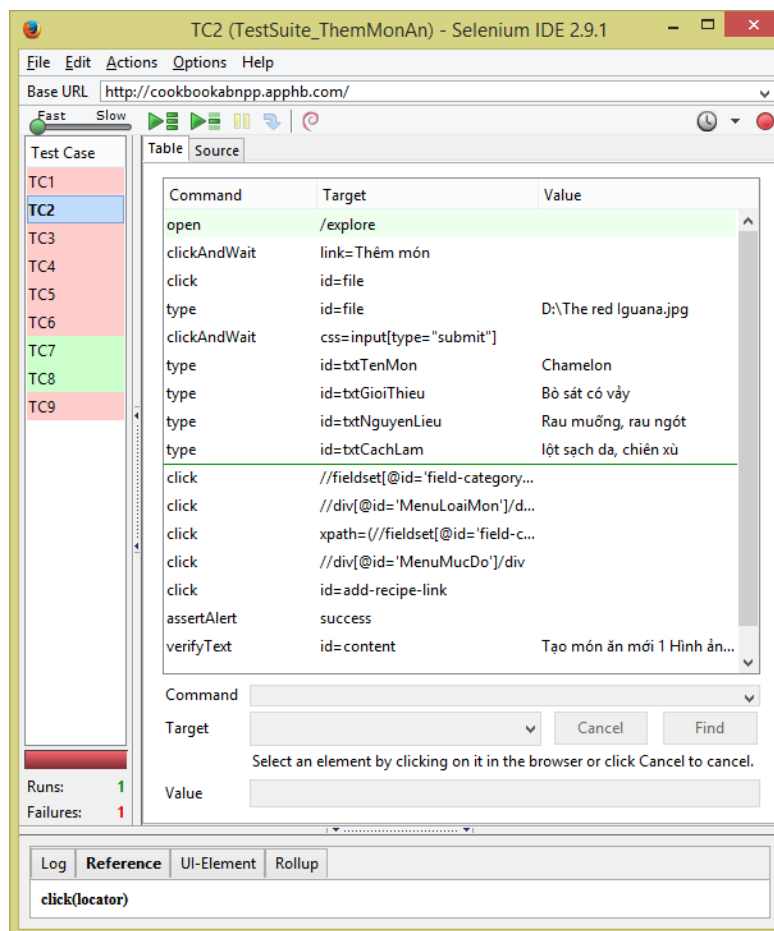 TC2 (TestSuite_ThemMonAn) - Selenium IDE 2.9.1
File Edit Actions Options Help
Base URL http://cookbookabnpp.apphb.com/
Fast Slow
Test Case
TC1
TC2
TC3
TC4
TC5
TC6
TC7
TC8
TC9
Runs: 1
Failures: 1
Table Source
Command Target Value
open /explore
clickAndWait link=Thêm món
click id=file
type id=file D:\The red Iguana.jpg
clickAndWait css=input[type="submit"]
type id=txtTenMon Chamelon
type id=txtGioiThieu Bò sát có vẩy
type id=txtNguyenLieu Rau muống, rau ngót
type id=txtCachLam lột sạch da, chiên xù
click //fieldset[@id='field-category...
click //div[@id='MenuLoaiMon']/d...
click xpath=(//fieldset[@id='field-c...
click //div[@id='MenuMucDo']/div
click id=add-recipe-link
assertAlert success
verifyText id=content Tạo món ăn mới 1 Hình ản...
Command
Target Cancel Find
Select an element by clicking on it in the browser or click Cancel to cancel.
Value
Log Reference UI-Element Rollup
click(locator)